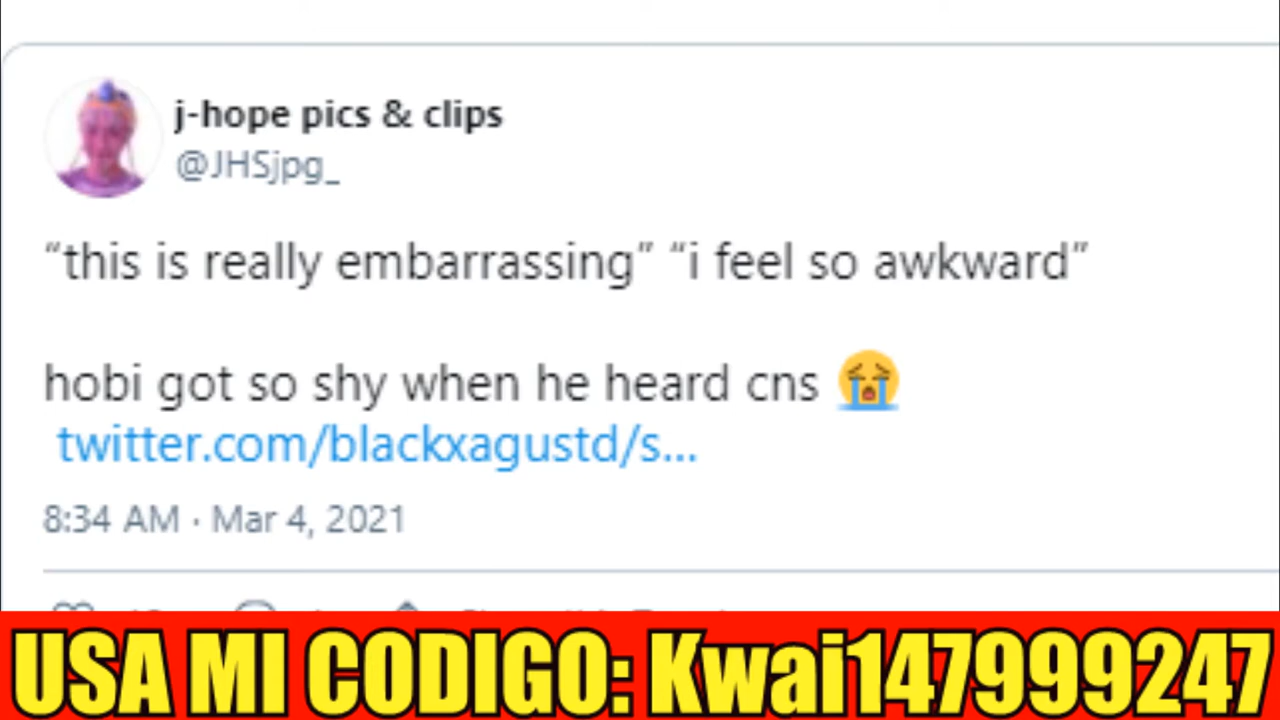 j-hope pics & clips
@JHSjpg_
“this is really embarrassing” “i feel so awkward”
hobi got so shy when he heard cns 😭
twitter.com/blackxagustd/s...
8:34 AM · Mar 4, 2021
USA MI CODIGO: Kwai147999247